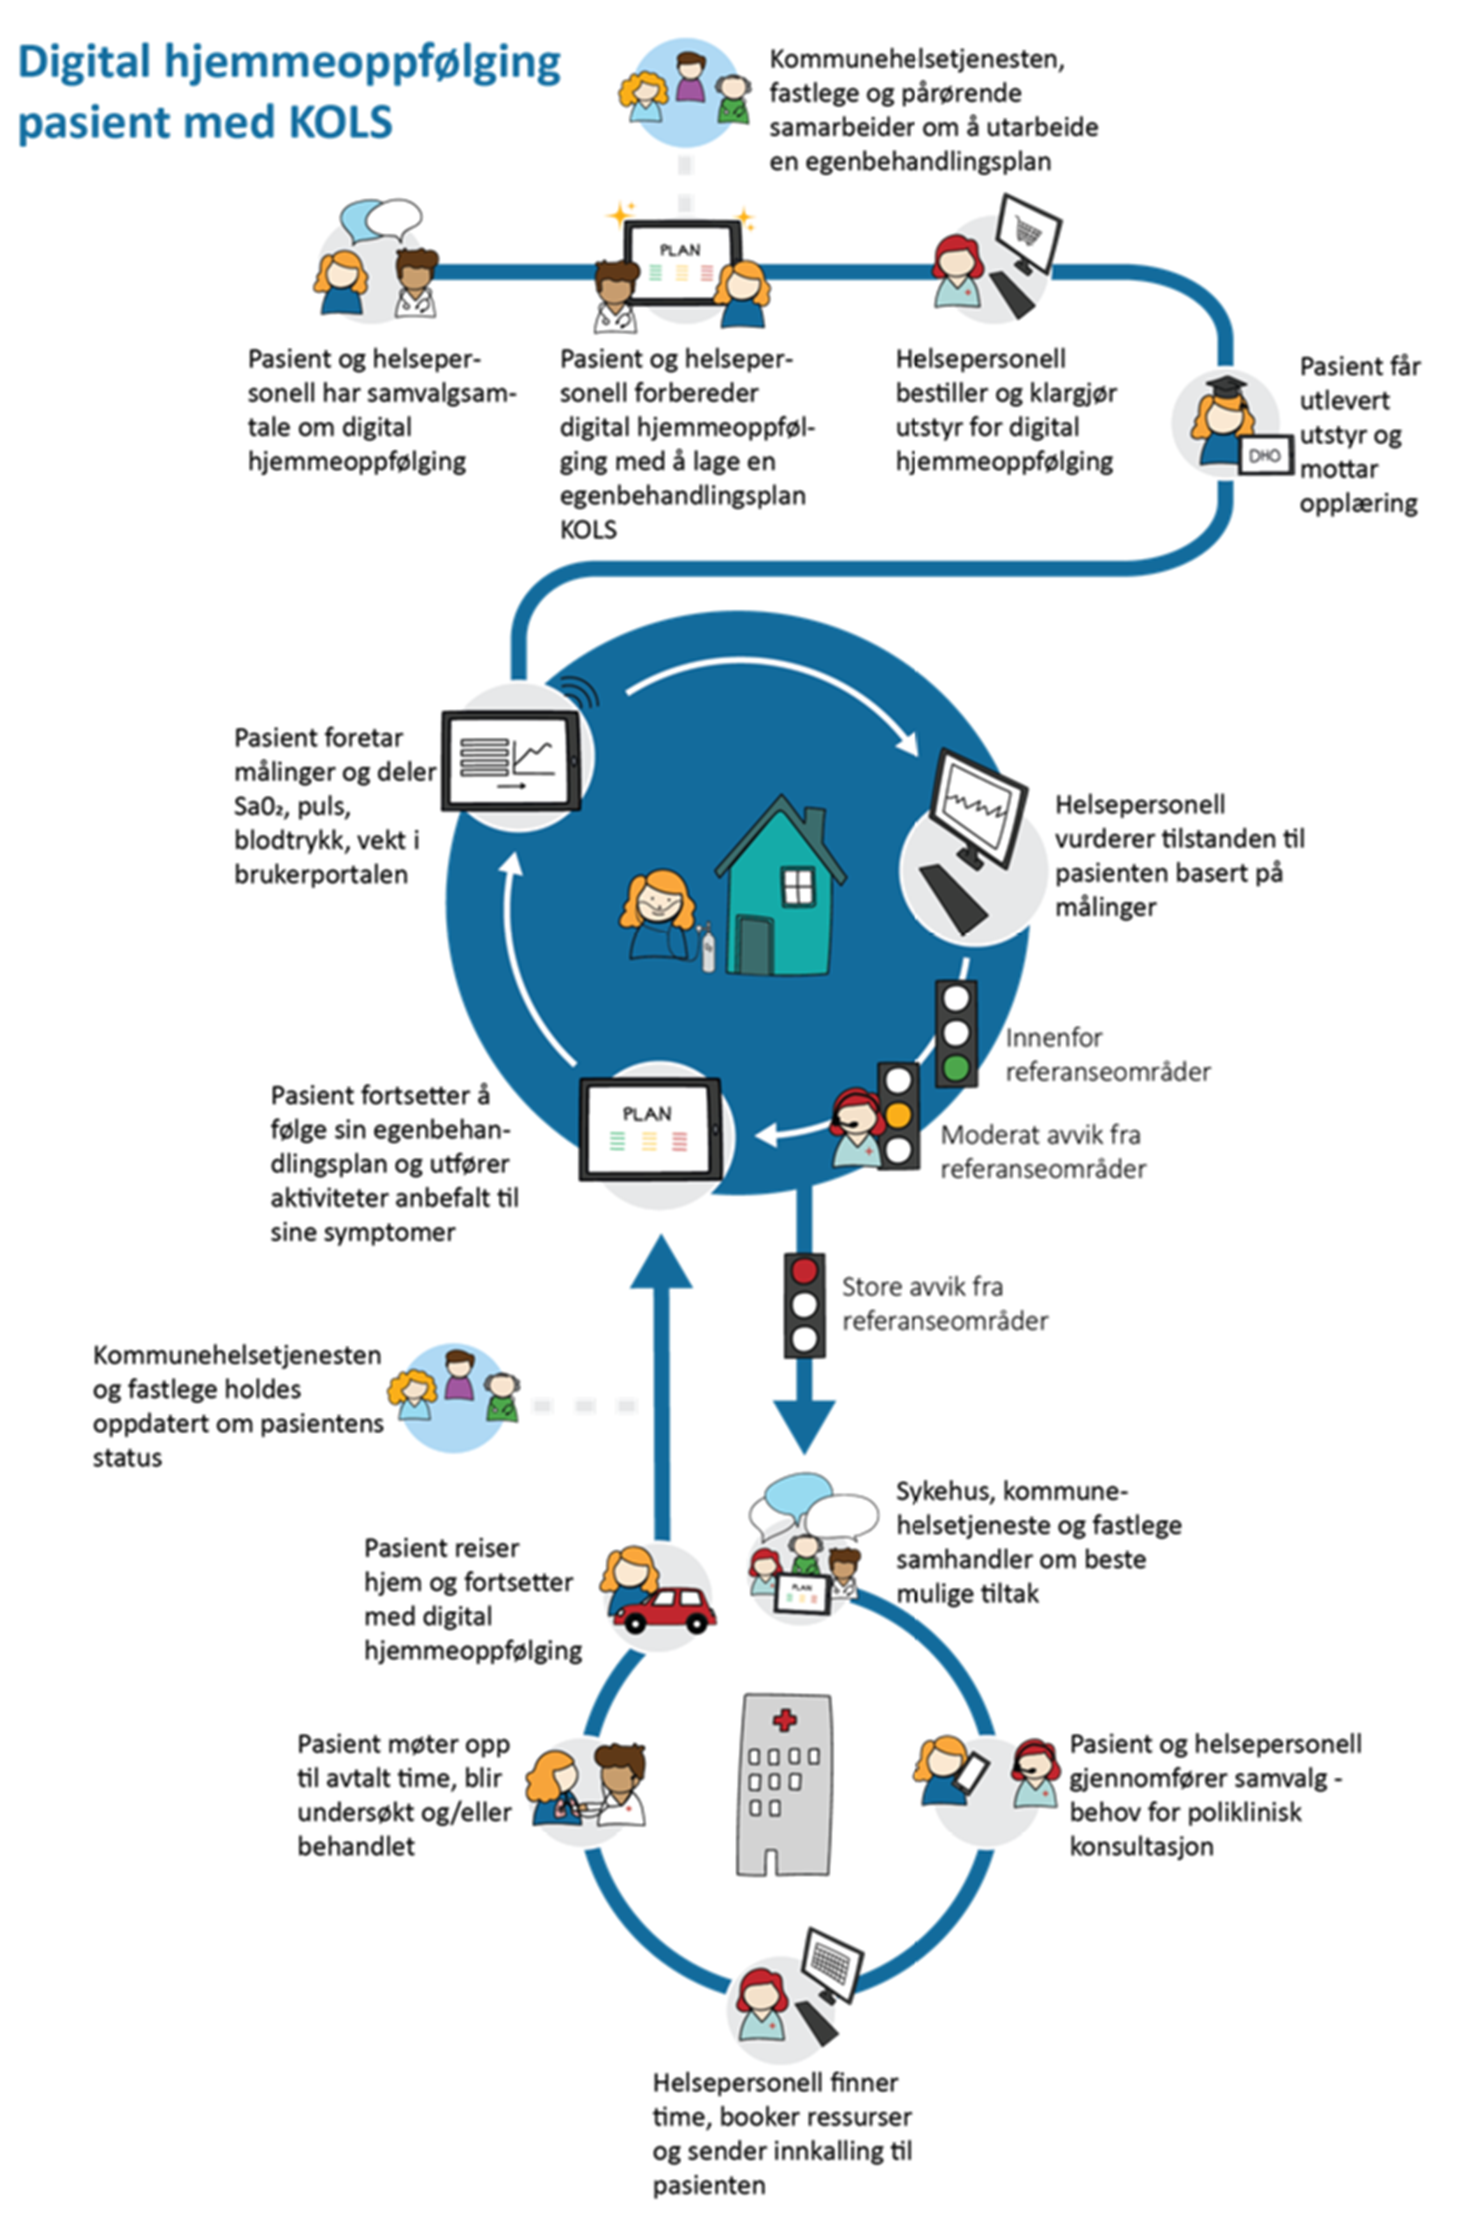 Digital hjemmeoppfølging
pasient med KOLS
Kommunehelsetjenesten,
fastlege og pårørende
samarbeider om å utarbeide
en egenbehandlingsplan
PLAN
Pasient og helseper-
sonell har samvalgsam-
tale om digital
hjemmeoppfølging
Pasient og helseper-
sonell forbereder
digital hjemmeoppføl-
ging med å lage en
egenbehandlingsplan
KOLS
Helsepersonell
bestiller og klargjør
utstyr for digital
hjemmeoppfølging
Pasient får
utlevert
utstyr og
mottar
opplæring
DHO
Pasient foretar
målinger og deler
Sa0₂, puls,
blodtrykk, vekt i
brukerportalen
Helsepersonell
vurderer tilstanden til
pasienten basert på
målinger
Innenfor
referanseområder
Moderat avvik fra
referanseområder
PLAN
Pasient fortsetter å
følge sin egenbehan-
dlingsplan og utfører
aktiviteter anbefalt til
sine symptomer
Store avvik fra
referanseområder
Kommunehelsetjenesten
og fastlege holdes
oppdatert om pasientens
status
Sykehus, kommune-
helsetjeneste og fastlege
samhandler om beste
mulige tiltak
PLAN
Pasient reiser
hjem og fortsetter
med digital
hjemmeoppfølging
Pasient møter opp
til avtalt time, blir
undersøkt og/eller
behandlet
Pasient og helsepersonell
gjennomfører samvalg -
behov for poliklinisk
konsultasjon
Helsepersonell finner
time, booker ressurser
og sender innkalling til
pasienten